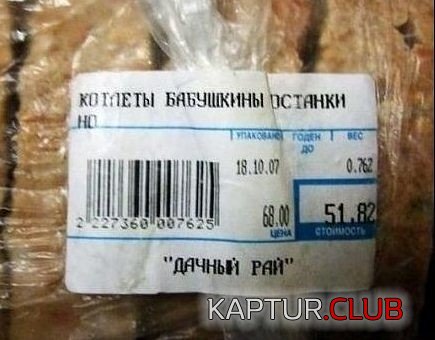 КОТЛЕТЫ БАБУШКИНЫ ОСТАНКИ
НО
УПАКОВАНО ГОДЕН ДО ВЕС
18.10.07 0.762
2 227360 007625
68.00 51.82
ЦЕНА СТОИМОСТЬ
"ДАЧНЫЙ РАЙ"
KAPTUR.CLUB